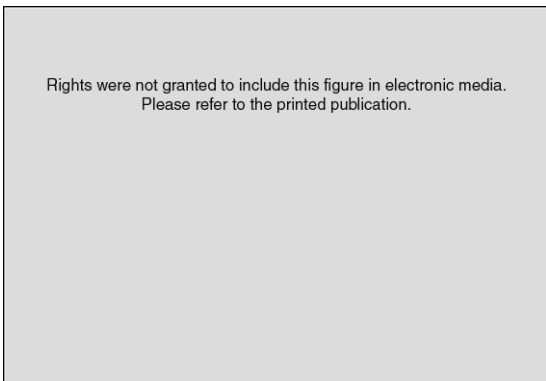 Rights were not granted to include this figure in electronic media.
Please refer to the printed publication.